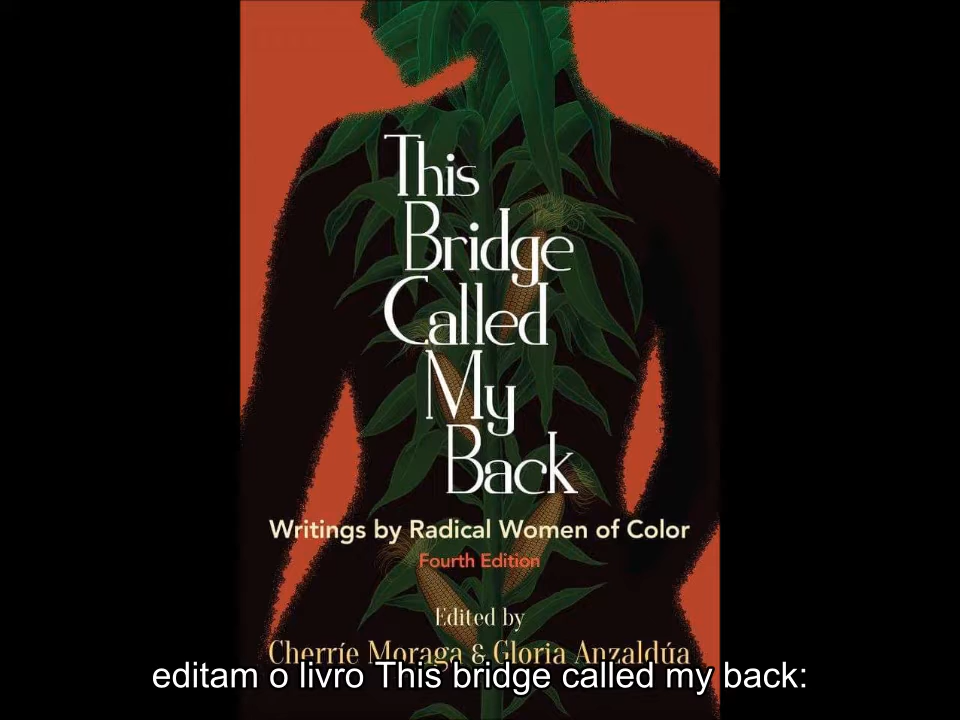 This
Bridge
Called
My
Back
Writings by Radical Women of Color
Fourth Edition
Edited by
Cherríe Moraga & Gloria Anzaldúa
editam o livro This bridge called my back: